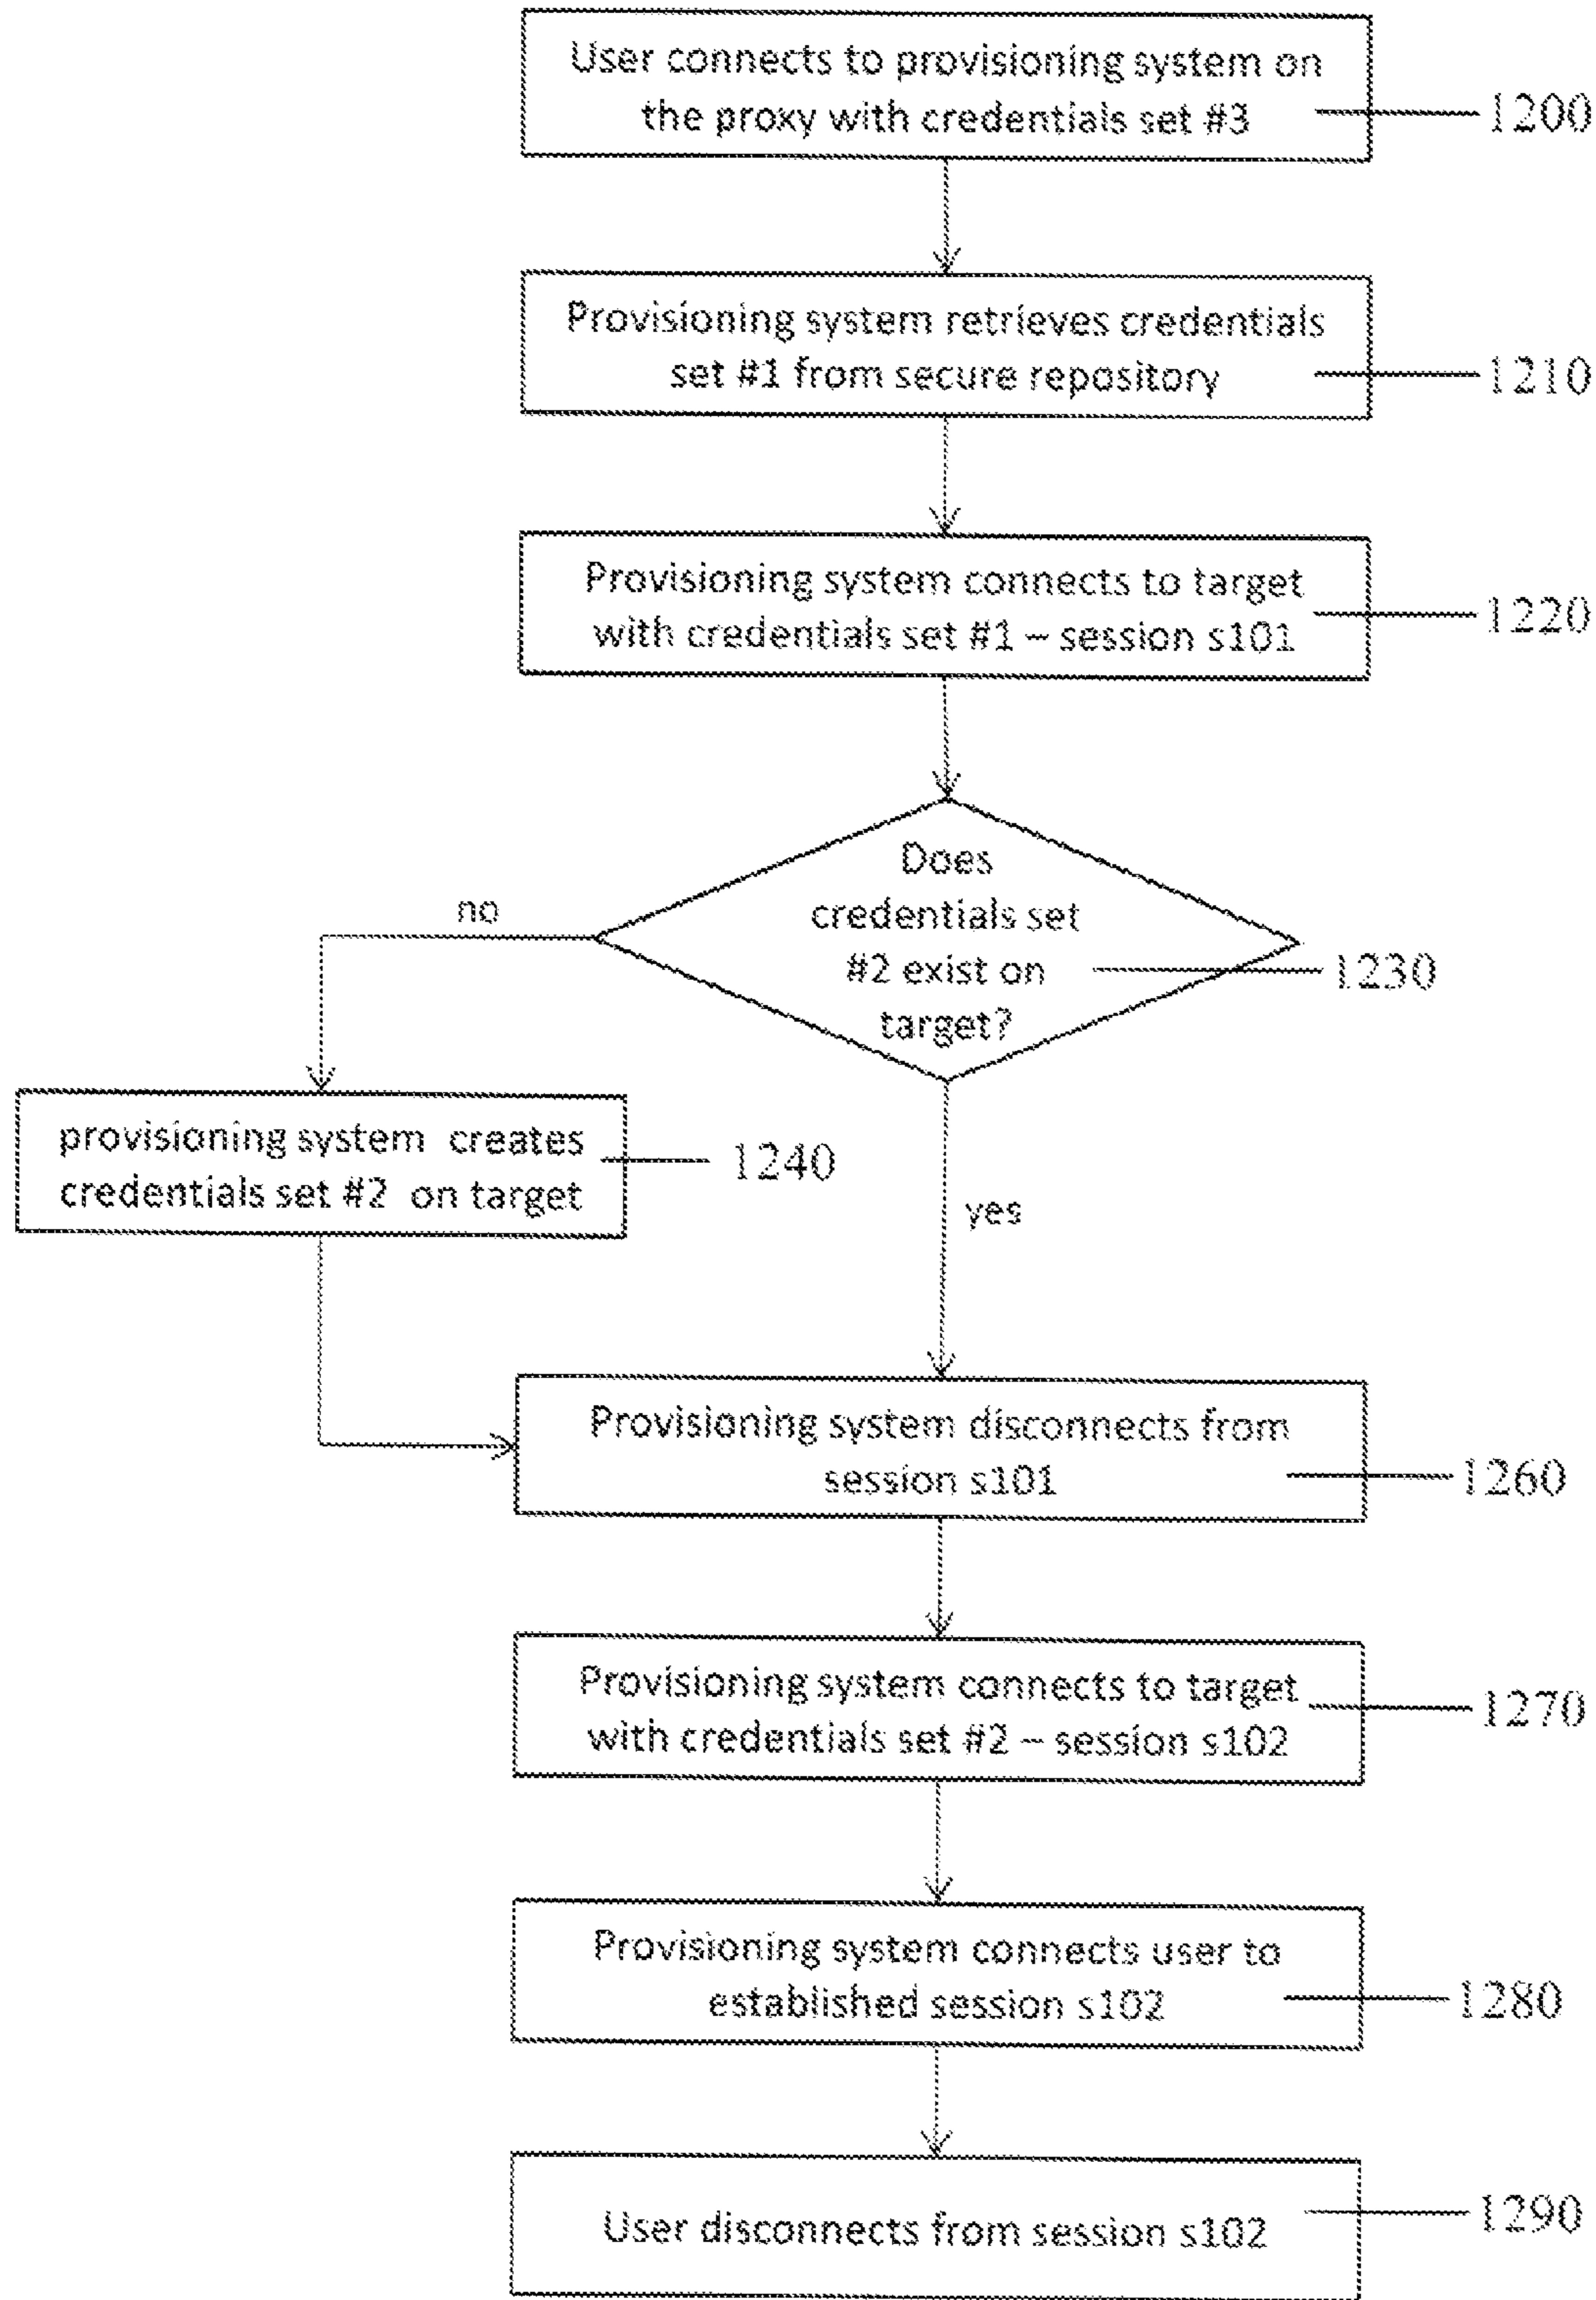 User connects to provisioning system on
the proxy with credentials set #3
1200
Provisioning system retrieves credentials
set #1 from secure repository
1210
Provisioning system connects to target
with credentials set #1 – session s101
1220
Does
credentials set
#2 exist on
target?
1230
no
provisioning system creates
credentials set #2 on target
1240
yes
Provisioning system disconnects from
session s101
1260
Provisioning system connects to target
with credentials set #2 – session s102
1270
Provisioning system connects user to
established session s102
1280
User disconnects from session s102
1290